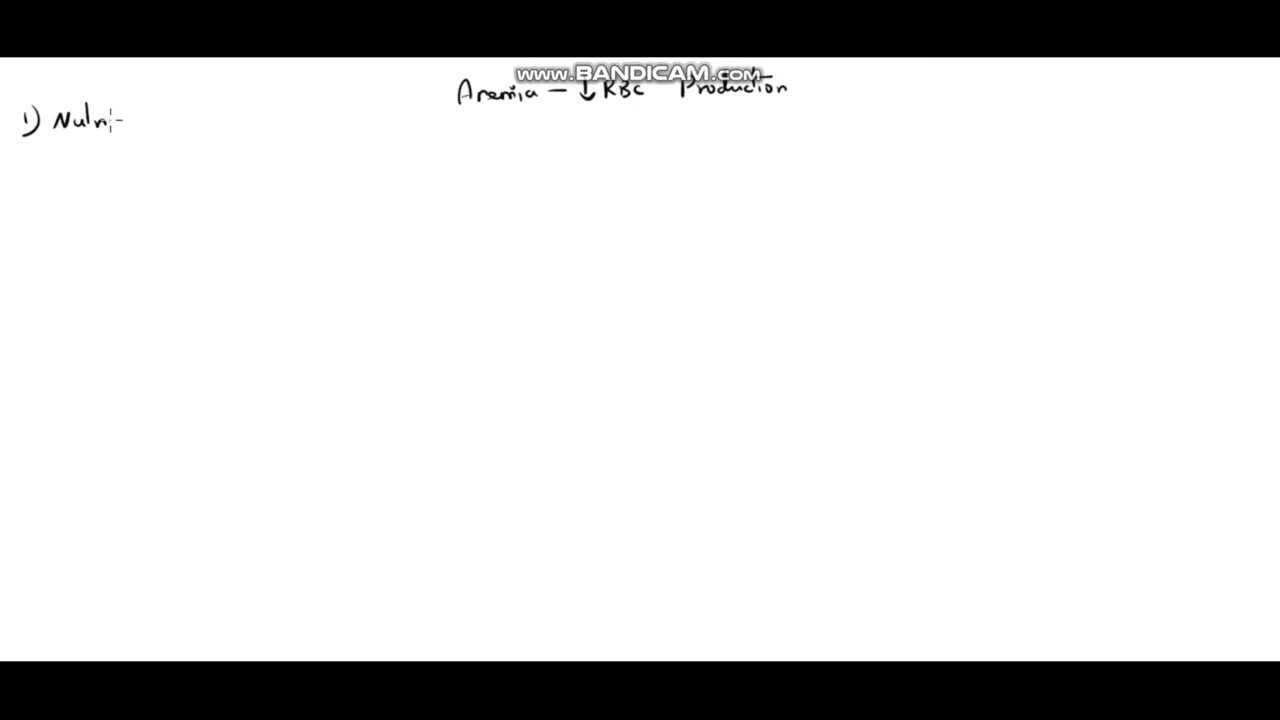 www.BANDICAM.com
Anemia – ↓ RBC Production
1) Nutri